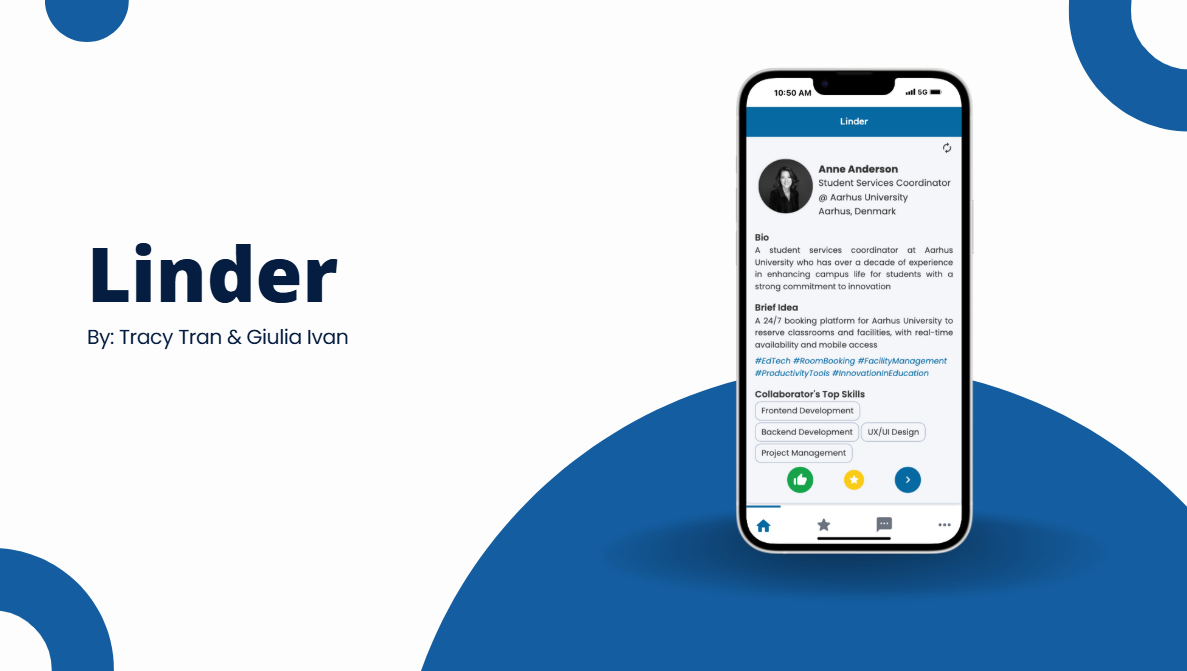 Linder
By: Tracy Tran & Giulia Ivan
10:50 AM
5G
Linder
Anne Anderson
Student Services Coordinator
@ Aarhus University
Aarhus, Denmark
Bio
A student services coordinator at Aarhus
University who has over a decade of experience
in enhancing campus life for students with a
strong commitment to innovation
Brief Idea
A 24/7 booking platform for Aarhus University to
reserve classrooms and facilities, with real-time
availability and mobile access
#EdTech #RoomBooking #FacilityManagement
#ProductivityTools #InnovationInEducation
Collaborator's Top Skills
Frontend Development
Backend Development UX/UI Design
Project Management